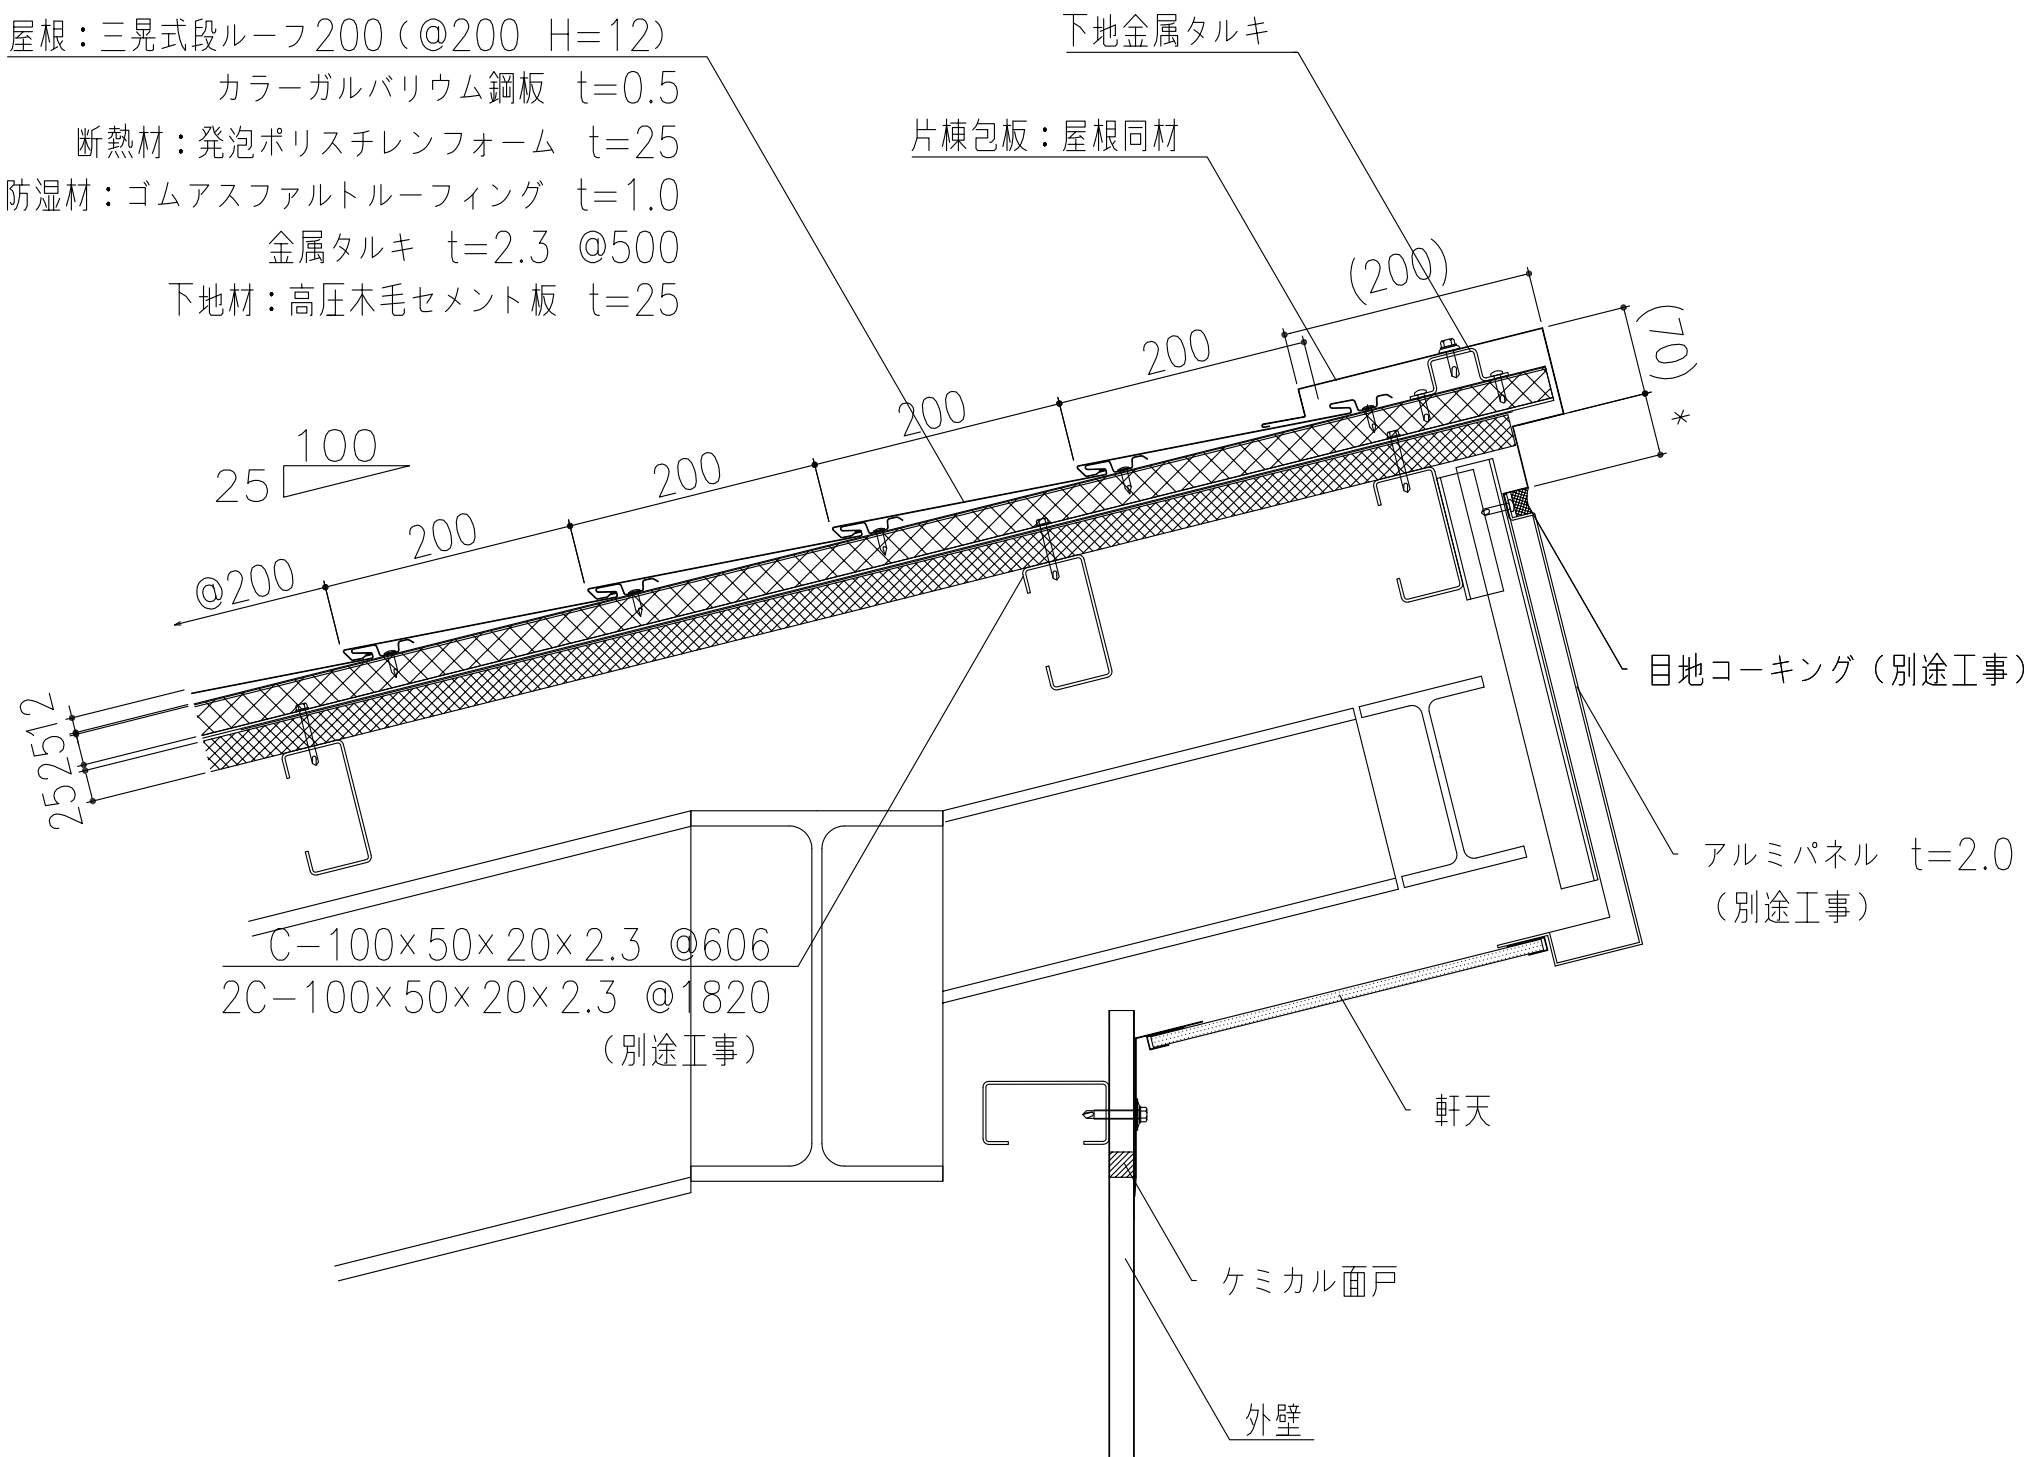 屋根：三晃式段ルーフ200（@200 H=12）
カラーガルバリウム鋼板 t=0.5
断熱材：発泡ポリスチレンフォーム t=25
防湿材：ゴムアスファルトルーフィング t=1.0
金属タルキ t=2.3 @500
下地材：高圧木毛セメント板 t=25
下地金属タルキ
片棟包板：屋根同材
(200)
(70)
*
200
200
200
200
@200
100
25
12
25
25
目地コーキング（別途工事）
アルミパネル t=2.0
（別途工事）
C-100×50×20×2.3 @606
2C-100×50×20×2.3 @1820
（別途工事）
軒天
ケミカル面戸
外壁